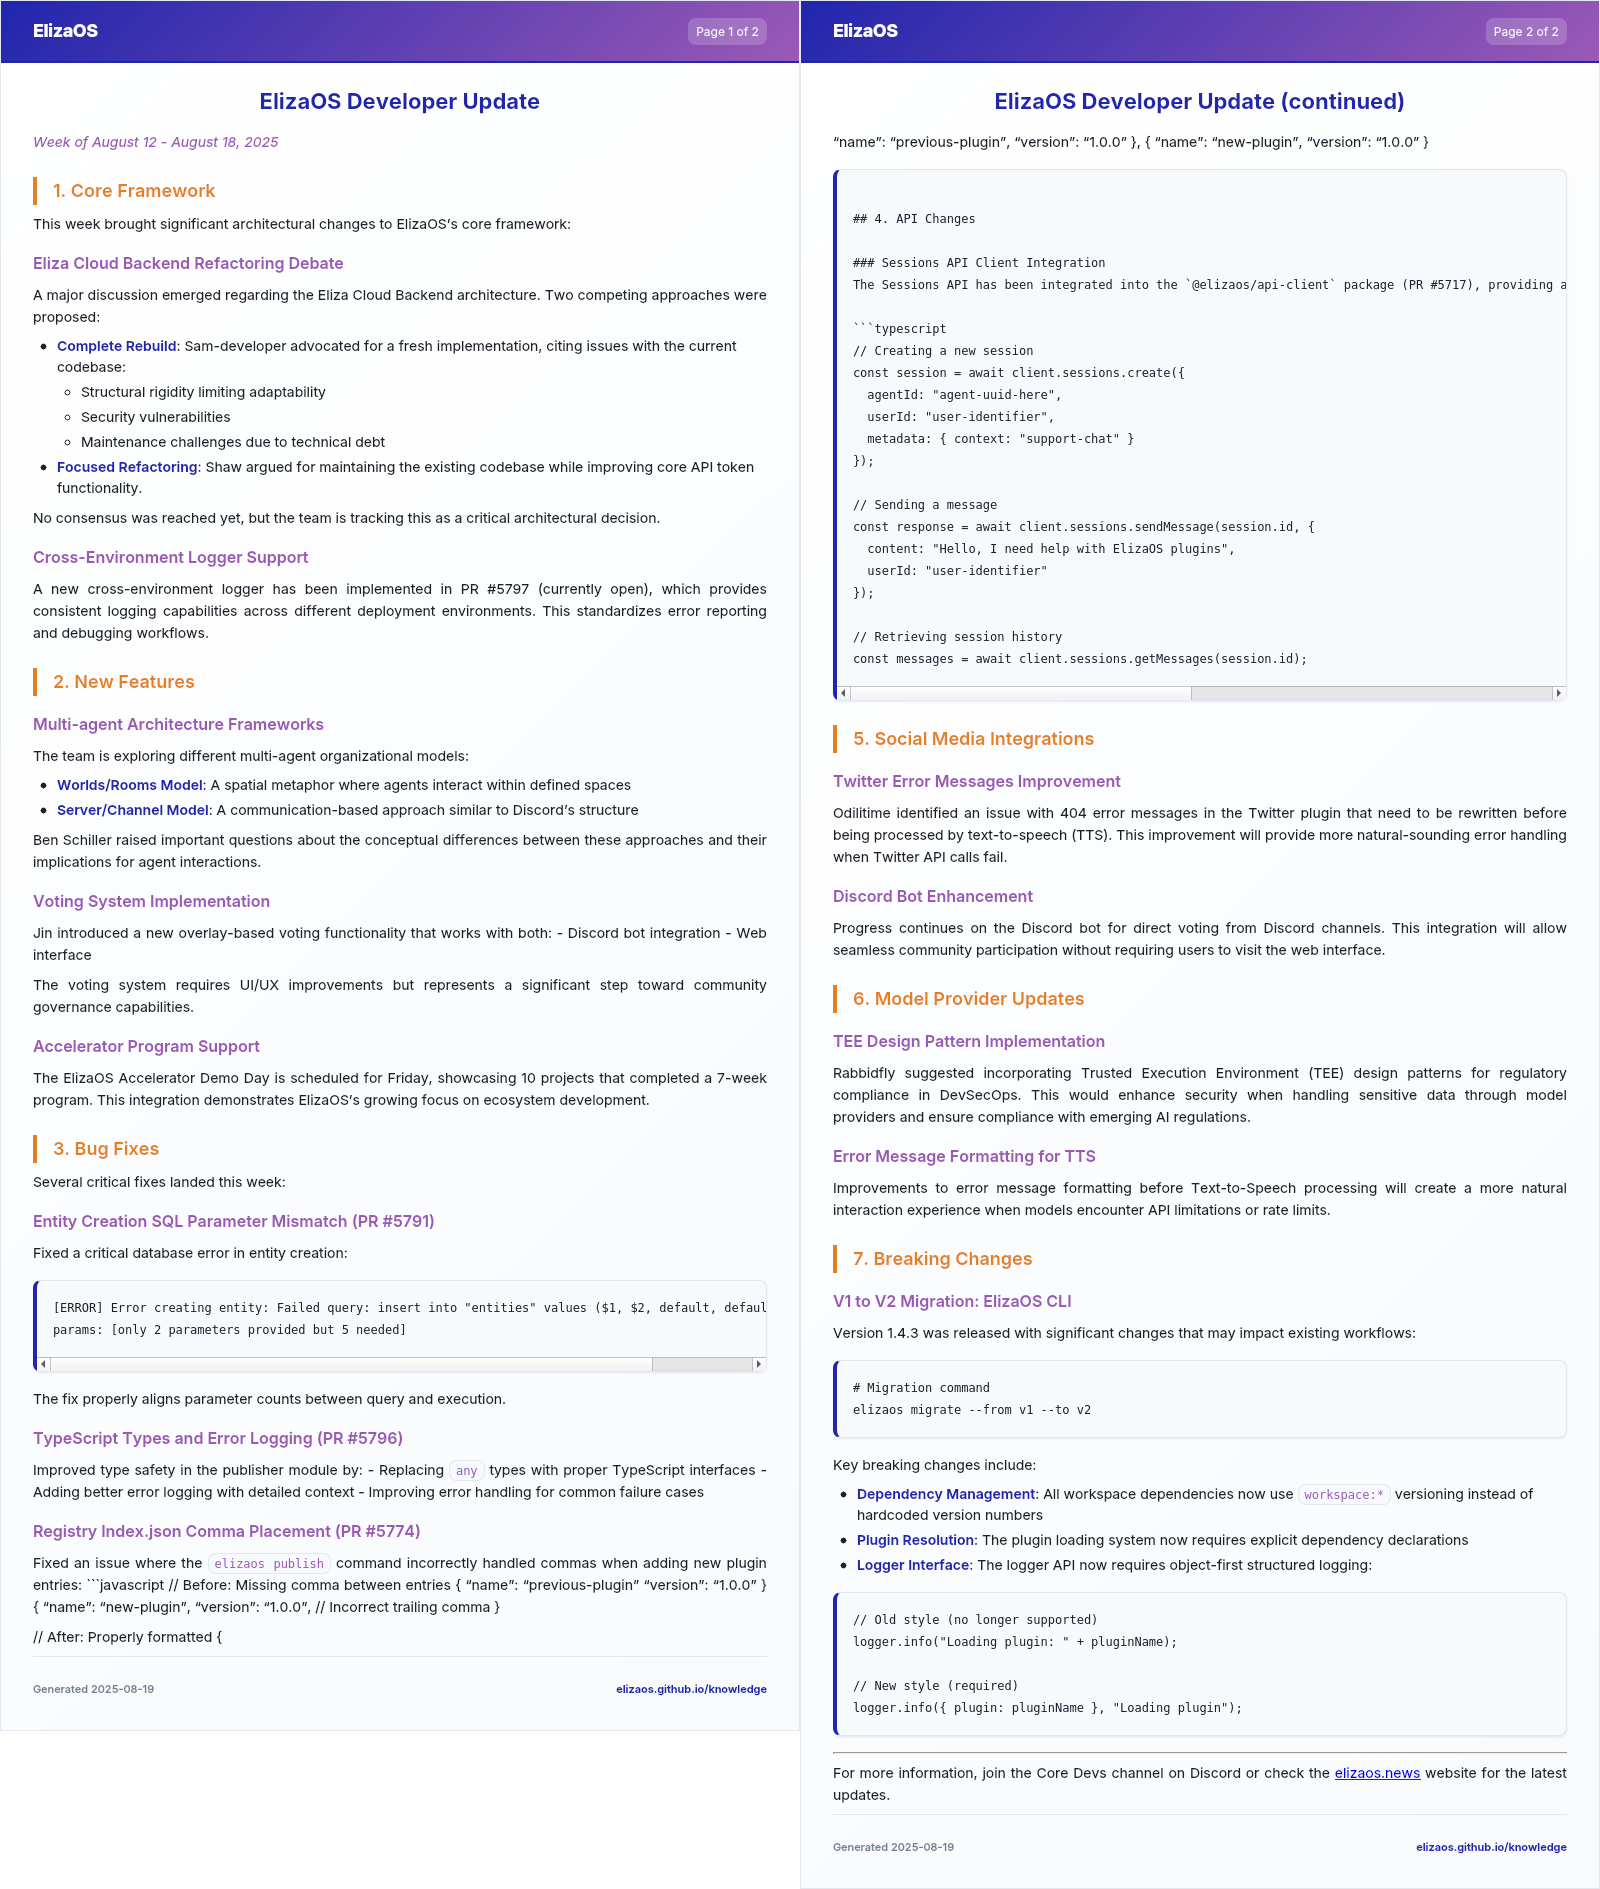 ElizaOS
Page 1 of 2
ElizaOS Developer Update
Week of August 12 - August 18, 2025
1. Core Framework
This week brought significant architectural changes to ElizaOS’s core framework:
Eliza Cloud Backend Refactoring Debate
A major discussion emerged regarding the Eliza Cloud Backend architecture. Two competing approaches were
proposed:
• Complete Rebuild: Sam-developer advocated for a fresh implementation, citing issues with the current
codebase:
◦ Structural rigidity limiting adaptability
◦ Security vulnerabilities
◦ Maintenance challenges due to technical debt
• Focused Refactoring: Shaw argued for maintaining the existing codebase while improving core API token
functionality.
No consensus was reached yet, but the team is tracking this as a critical architectural decision.
Cross-Environment Logger Support
A new cross-environment logger has been implemented in PR #5797 (currently open), which provides
consistent logging capabilities across different deployment environments. This standardizes error reporting
and debugging workflows.
2. New Features
Multi-agent Architecture Frameworks
The team is exploring different multi-agent organizational models:
• Worlds/Rooms Model: A spatial metaphor where agents interact within defined spaces
• Server/Channel Model: A communication-based approach similar to Discord’s structure
Ben Schiller raised important questions about the conceptual differences between these approaches and their
implications for agent interactions.
Voting System Implementation
Jin introduced a new overlay-based voting functionality that works with both: - Discord bot integration - Web
interface
The voting system requires UI/UX improvements but represents a significant step toward community
governance capabilities.
Accelerator Program Support
The ElizaOS Accelerator Demo Day is scheduled for Friday, showcasing 10 projects that completed a 7-week
program. This integration demonstrates ElizaOS’s growing focus on ecosystem development.
3. Bug Fixes
Several critical fixes landed this week:
Entity Creation SQL Parameter Mismatch (PR #5791)
Fixed a critical database error in entity creation:
[ERROR] Error creating entity: Failed query: insert into "entities" values ($1, $2, default, defaul
params: [only 2 parameters provided but 5 needed]
The fix properly aligns parameter counts between query and execution.
TypeScript Types and Error Logging (PR #5796)
Improved type safety in the publisher module by: - Replacing any types with proper TypeScript interfaces -
Adding better error logging with detailed context - Improving error handling for common failure cases
Registry Index.json Comma Placement (PR #5774)
Fixed an issue where the elizaos publish command incorrectly handled commas when adding new plugin
entries: ```javascript // Before: Missing comma between entries { “name”: “previous-plugin” “version”: “1.0.0” }
{ “name”: “new-plugin”, “version”: “1.0.0”, // Incorrect trailing comma }
// After: Properly formatted {
Generated 2025-08-19
elizaos.github.io/knowledge
ElizaOS
Page 2 of 2
ElizaOS Developer Update (continued)
“name”: “previous-plugin”, “version”: “1.0.0” }, { “name”: “new-plugin”, “version”: “1.0.0” }
## 4. API Changes
### Sessions API Client Integration
The Sessions API has been integrated into the `@elizaos/api-client` package (PR #5717), providing a
```typescript
// Creating a new session
const session = await client.sessions.create({
  agentId: "agent-uuid-here",
  userId: "user-identifier",
  metadata: { context: "support-chat" }
});
// Sending a message
const response = await client.sessions.sendMessage(session.id, {
  content: "Hello, I need help with ElizaOS plugins",
  userId: "user-identifier"
});
// Retrieving session history
const messages = await client.sessions.getMessages(session.id);
5. Social Media Integrations
Twitter Error Messages Improvement
Odilitime identified an issue with 404 error messages in the Twitter plugin that need to be rewritten before
being processed by text-to-speech (TTS). This improvement will provide more natural-sounding error handling
when Twitter API calls fail.
Discord Bot Enhancement
Progress continues on the Discord bot for direct voting from Discord channels. This integration will allow
seamless community participation without requiring users to visit the web interface.
6. Model Provider Updates
TEE Design Pattern Implementation
Rabbidfly suggested incorporating Trusted Execution Environment (TEE) design patterns for regulatory
compliance in DevSecOps. This would enhance security when handling sensitive data through model
providers and ensure compliance with emerging AI regulations.
Error Message Formatting for TTS
Improvements to error message formatting before Text-to-Speech processing will create a more natural
interaction experience when models encounter API limitations or rate limits.
7. Breaking Changes
V1 to V2 Migration: ElizaOS CLI
Version 1.4.3 was released with significant changes that may impact existing workflows:
# Migration command
elizaos migrate --from v1 --to v2
Key breaking changes include:
• Dependency Management: All workspace dependencies now use workspace:* versioning instead of
hardcoded version numbers
• Plugin Resolution: The plugin loading system now requires explicit dependency declarations
• Logger Interface: The logger API now requires object-first structured logging:
// Old style (no longer supported)
logger.info("Loading plugin: " + pluginName);
// New style (required)
logger.info({ plugin: pluginName }, "Loading plugin");
For more information, join the Core Devs channel on Discord or check the elizaos.news website for the latest
updates.
Generated 2025-08-19
elizaos.github.io/knowledge